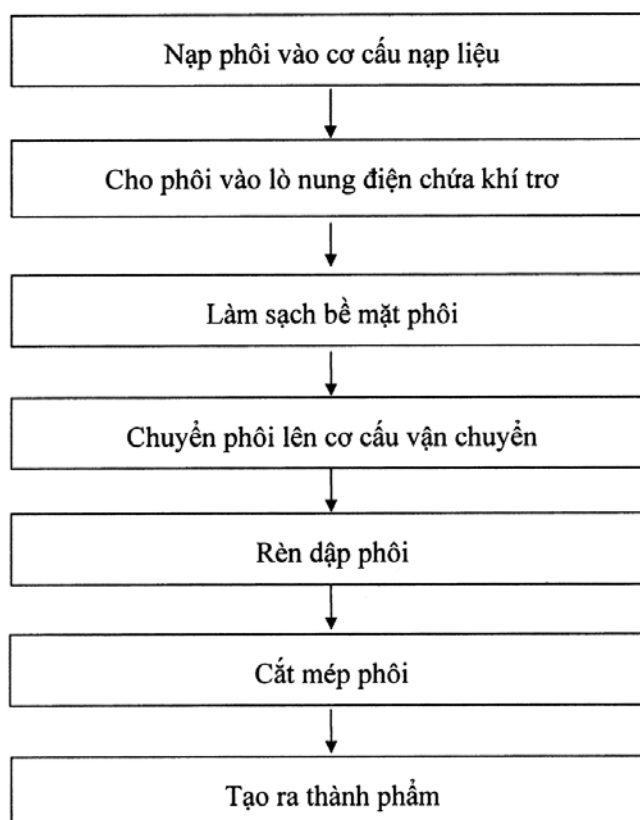 Nạp phôi vào cơ cấu nạp liệu
Cho phôi vào lò nung điện chứa khí trơ
Làm sạch bề mặt phôi
Chuyển phôi lên cơ cấu vận chuyển
Rèn dập phôi
Cắt mép phôi
Tạo ra thành phẩm